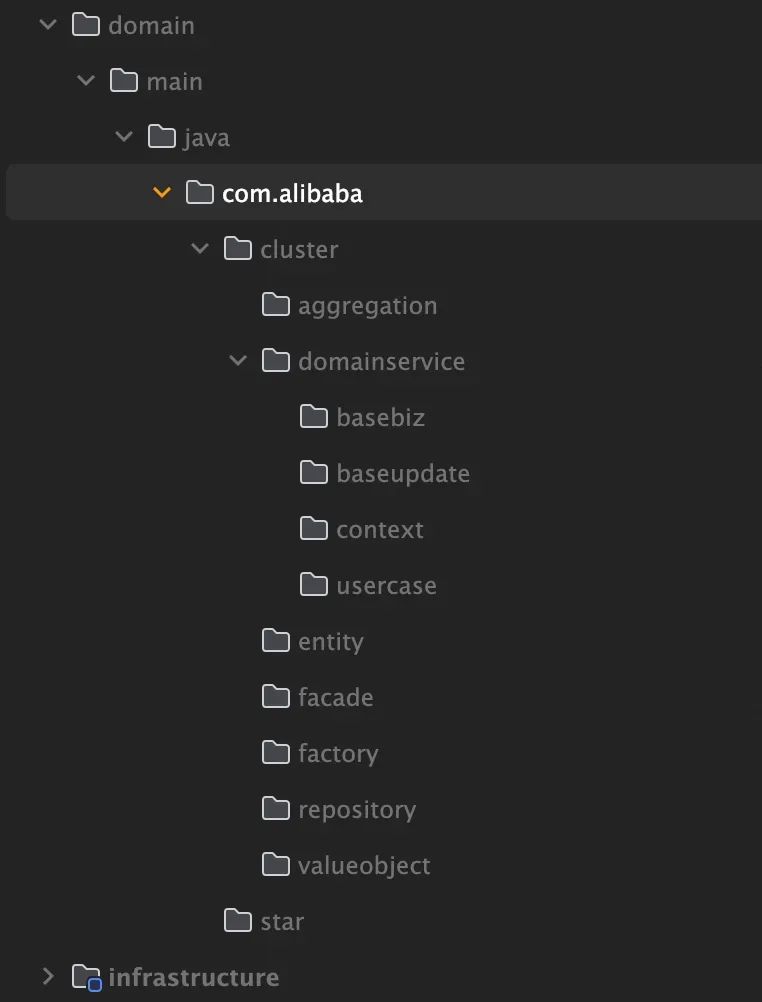 domain
main
java
com.alibaba
cluster
aggregation
domainservice
basebiz
baseupdate
context
usercase
entity
facade
factory
repository
valueobject
star
infrastructure